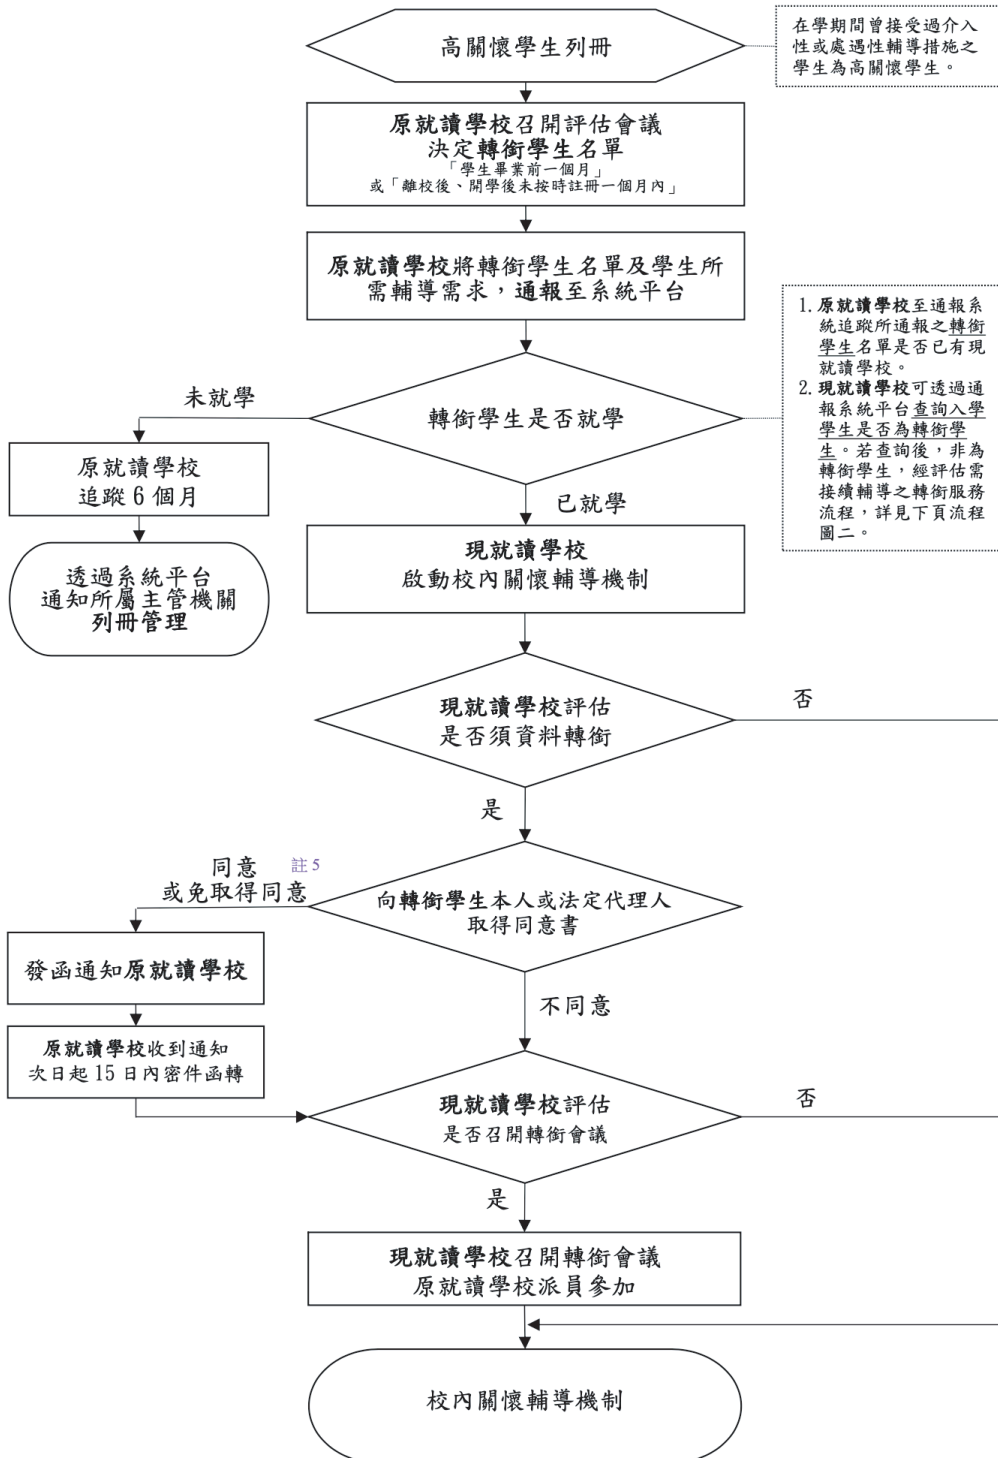 高關懷學生列冊
在學期間曾接受過介入
性或處遇性輔導措施之
學生為高關懷學生。
原就讀學校召開評估會議
決定轉銜學生名單
「學生畢業前一個月」
或「離校後、開學後未按時註冊一個月內」
原就讀學校將轉銜學生名單及學生所
需輔導需求，通報至系統平台
1. 原就讀學校至通報系
統追蹤所通報之轉銜
學生名單是否已有現
就讀學校。
2. 現就讀學校可透過通
報系統平台查詢入學
學生是否為轉銜學
生。若查詢後，非為
轉銜學生，經評估需
接續輔導之轉銜服務
流程，詳見下頁流程
圖二。
未就學
轉銜學生是否就學
原就讀學校
追蹤 6 個月
已就學
透過系統平台
通知所屬主管機關
列冊管理
現就讀學校
啟動校內關懷輔導機制
現就讀學校評估
是否須資料轉銜
否
是
同意 註 5
或免取得同意
向轉銜學生本人或法定代理人
取得同意書
發函通知原就讀學校
不同意
原就讀學校收到通知
次日起 15 日內密件函轉
現就讀學校評估
是否召開轉銜會議
否
是
現就讀學校召開轉銜會議
原就讀學校派員參加
校內關懷輔導機制